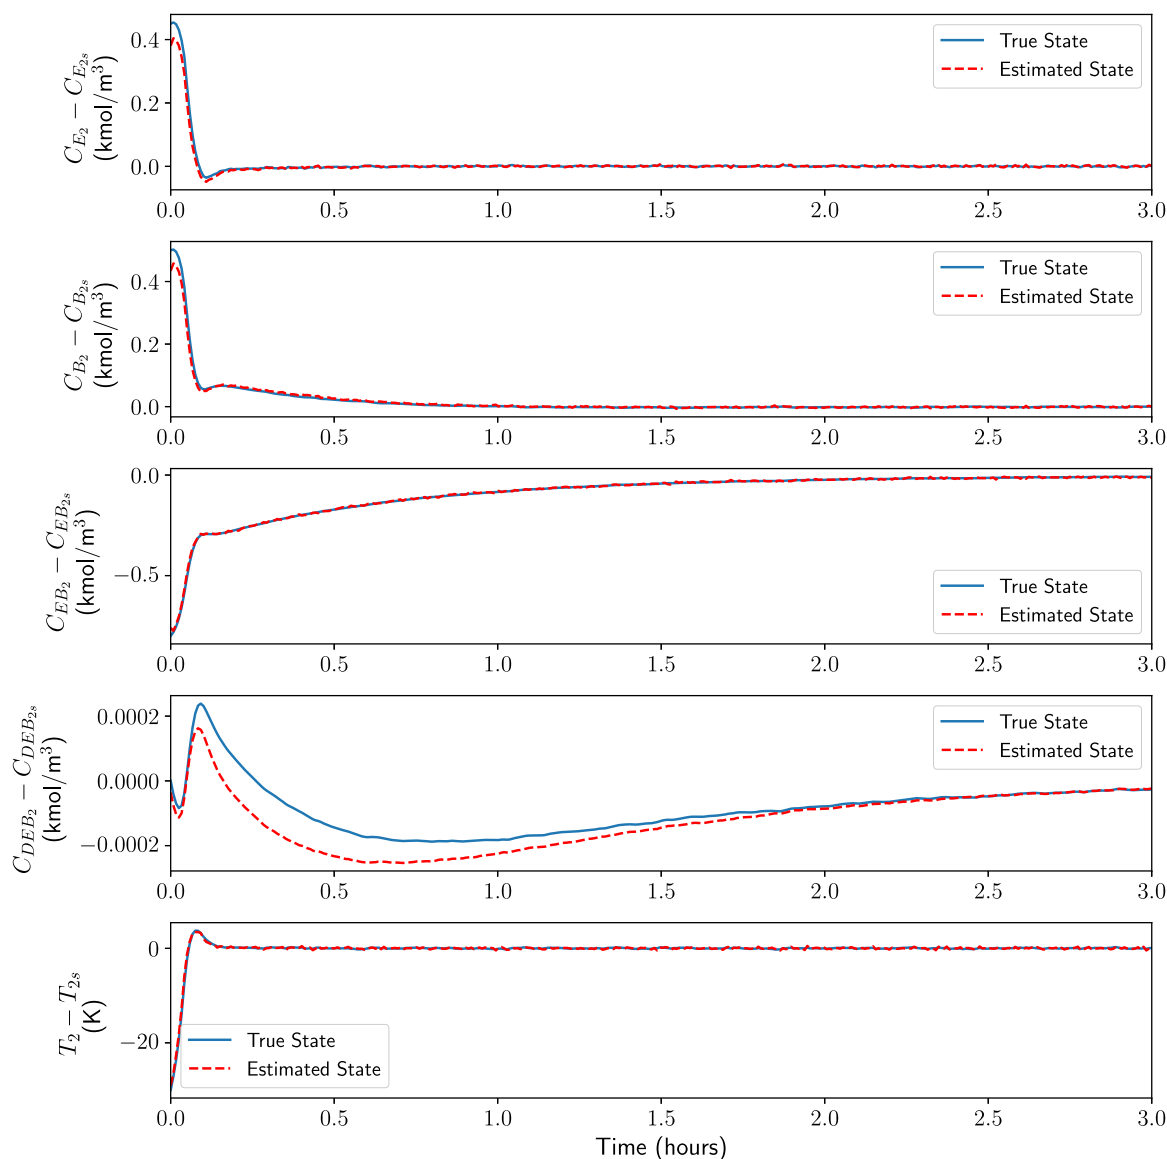 C_{E_2} − C_{E_{2s}}
(kmol/m³)
0.4
0.2
0.0
True State
Estimated State
0.0 0.5 1.0 1.5 2.0 2.5 3.0
C_{B_2} − C_{B_{2s}}
(kmol/m³)
0.4
0.2
0.0
True State
Estimated State
0.0 0.5 1.0 1.5 2.0 2.5 3.0
C_{EB_2} − C_{EB_{2s}}
(kmol/m³)
0.0
−0.5
True State
Estimated State
0.0 0.5 1.0 1.5 2.0 2.5 3.0
C_{DEB_2} − C_{DEB_{2s}}
(kmol/m³)
0.0002
0.0000
−0.0002
True State
Estimated State
0.0 0.5 1.0 1.5 2.0 2.5 3.0
T_2 − T_{2s}
(K)
0
−20
True State
Estimated State
0.0 0.5 1.0 1.5 2.0 2.5 3.0
Time (hours)